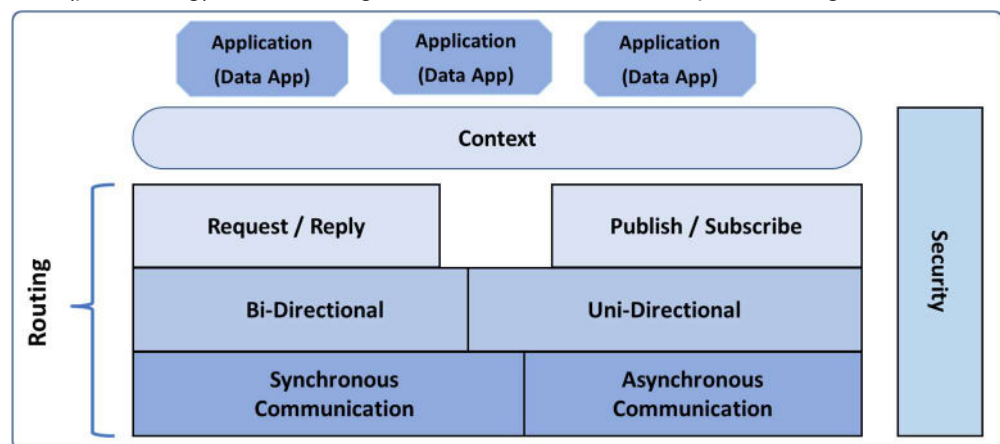 Application
(Data App)
Application
(Data App)
Application
(Data App)
Context
Request / Reply
Publish / Subscribe
Bi-Directional
Uni-Directional
Synchronous
Communication
Asynchronous
Communication
Routing
Security